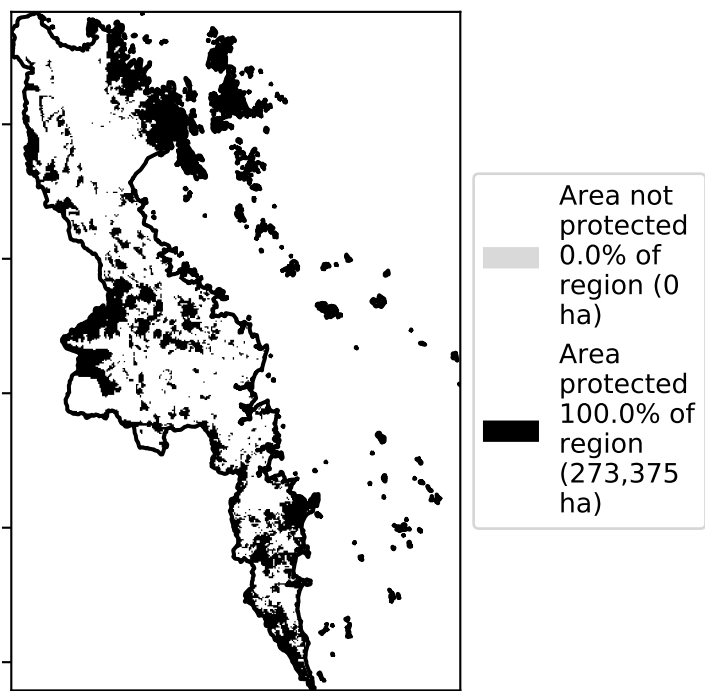 Area not
protected
0.0% of
region (0
ha)
Area
protected
100.0% of
region
(273,375
ha)